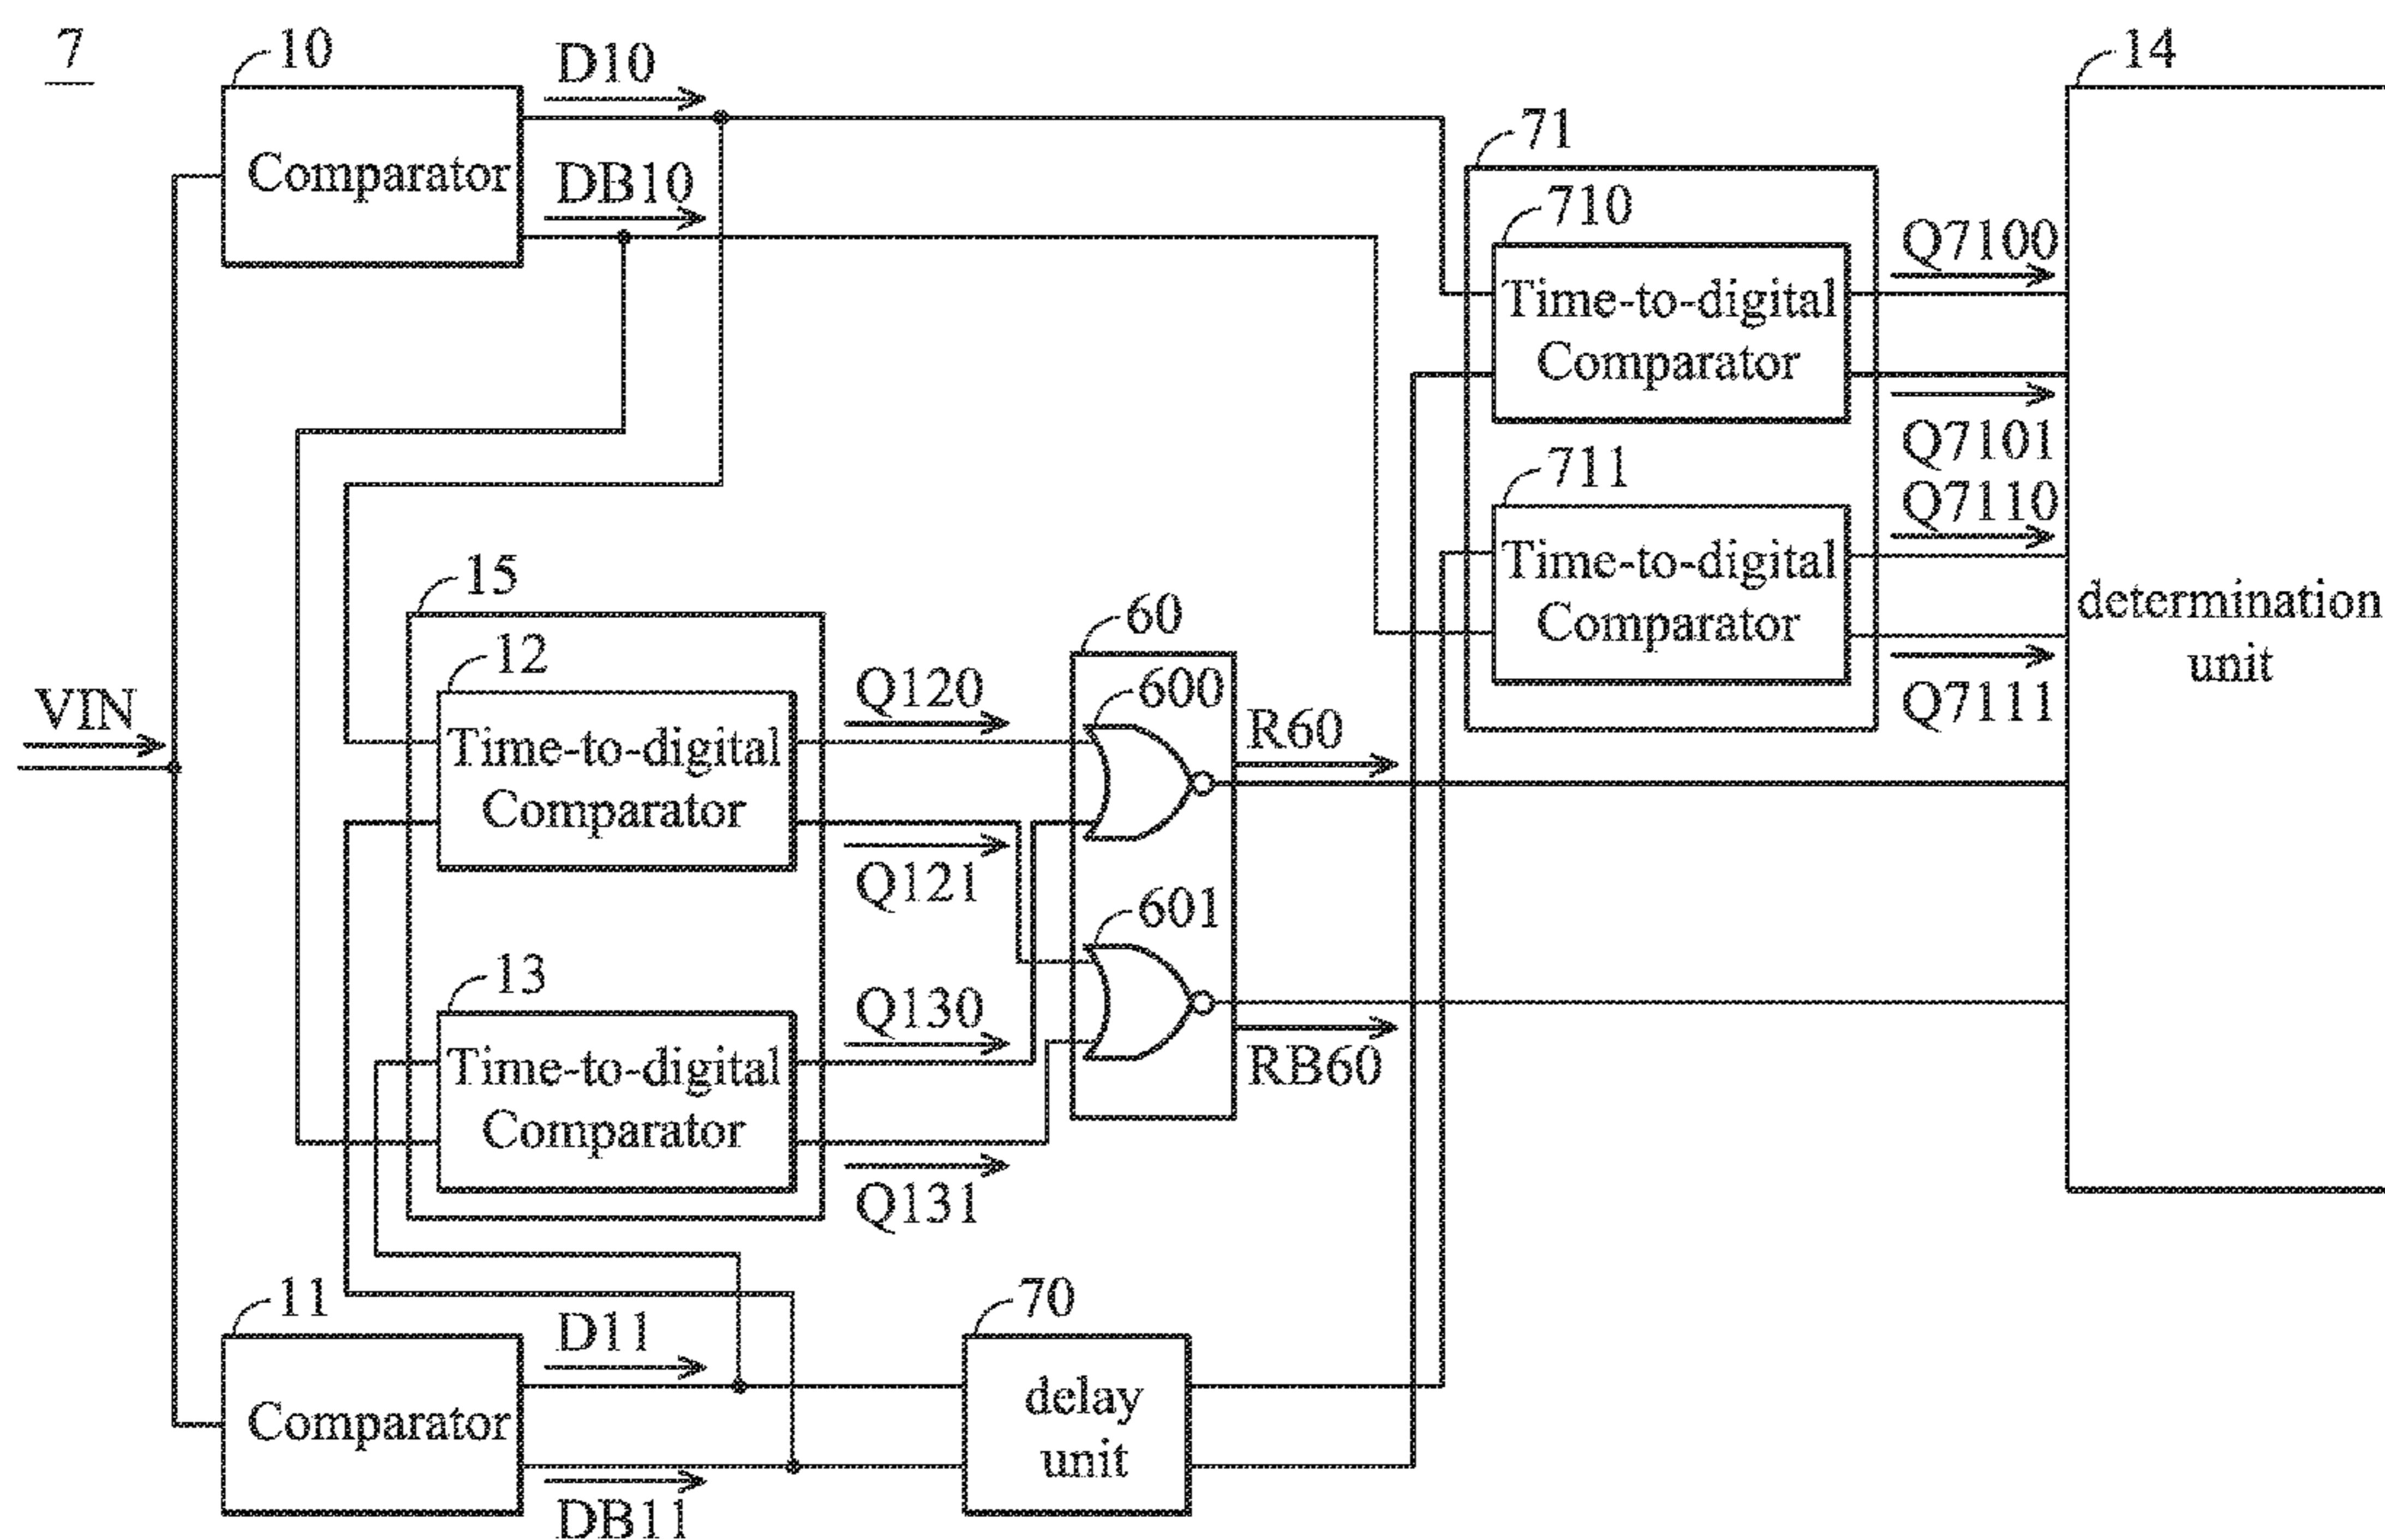 7
10
D10
14
Comparator
DB10
71
710
Q7100
Time-to-digital
Comparator
Q7101
711
Q7110
Time-to-digital
Comparator
Q7111
determination
unit
15
12
Q120
60
600
R60
VIN
Time-to-digital
Comparator
Q121
601
13
Q130
RB60
Time-to-digital
Comparator
Q131
11
D11
70
Comparator
delay
unit
DB11